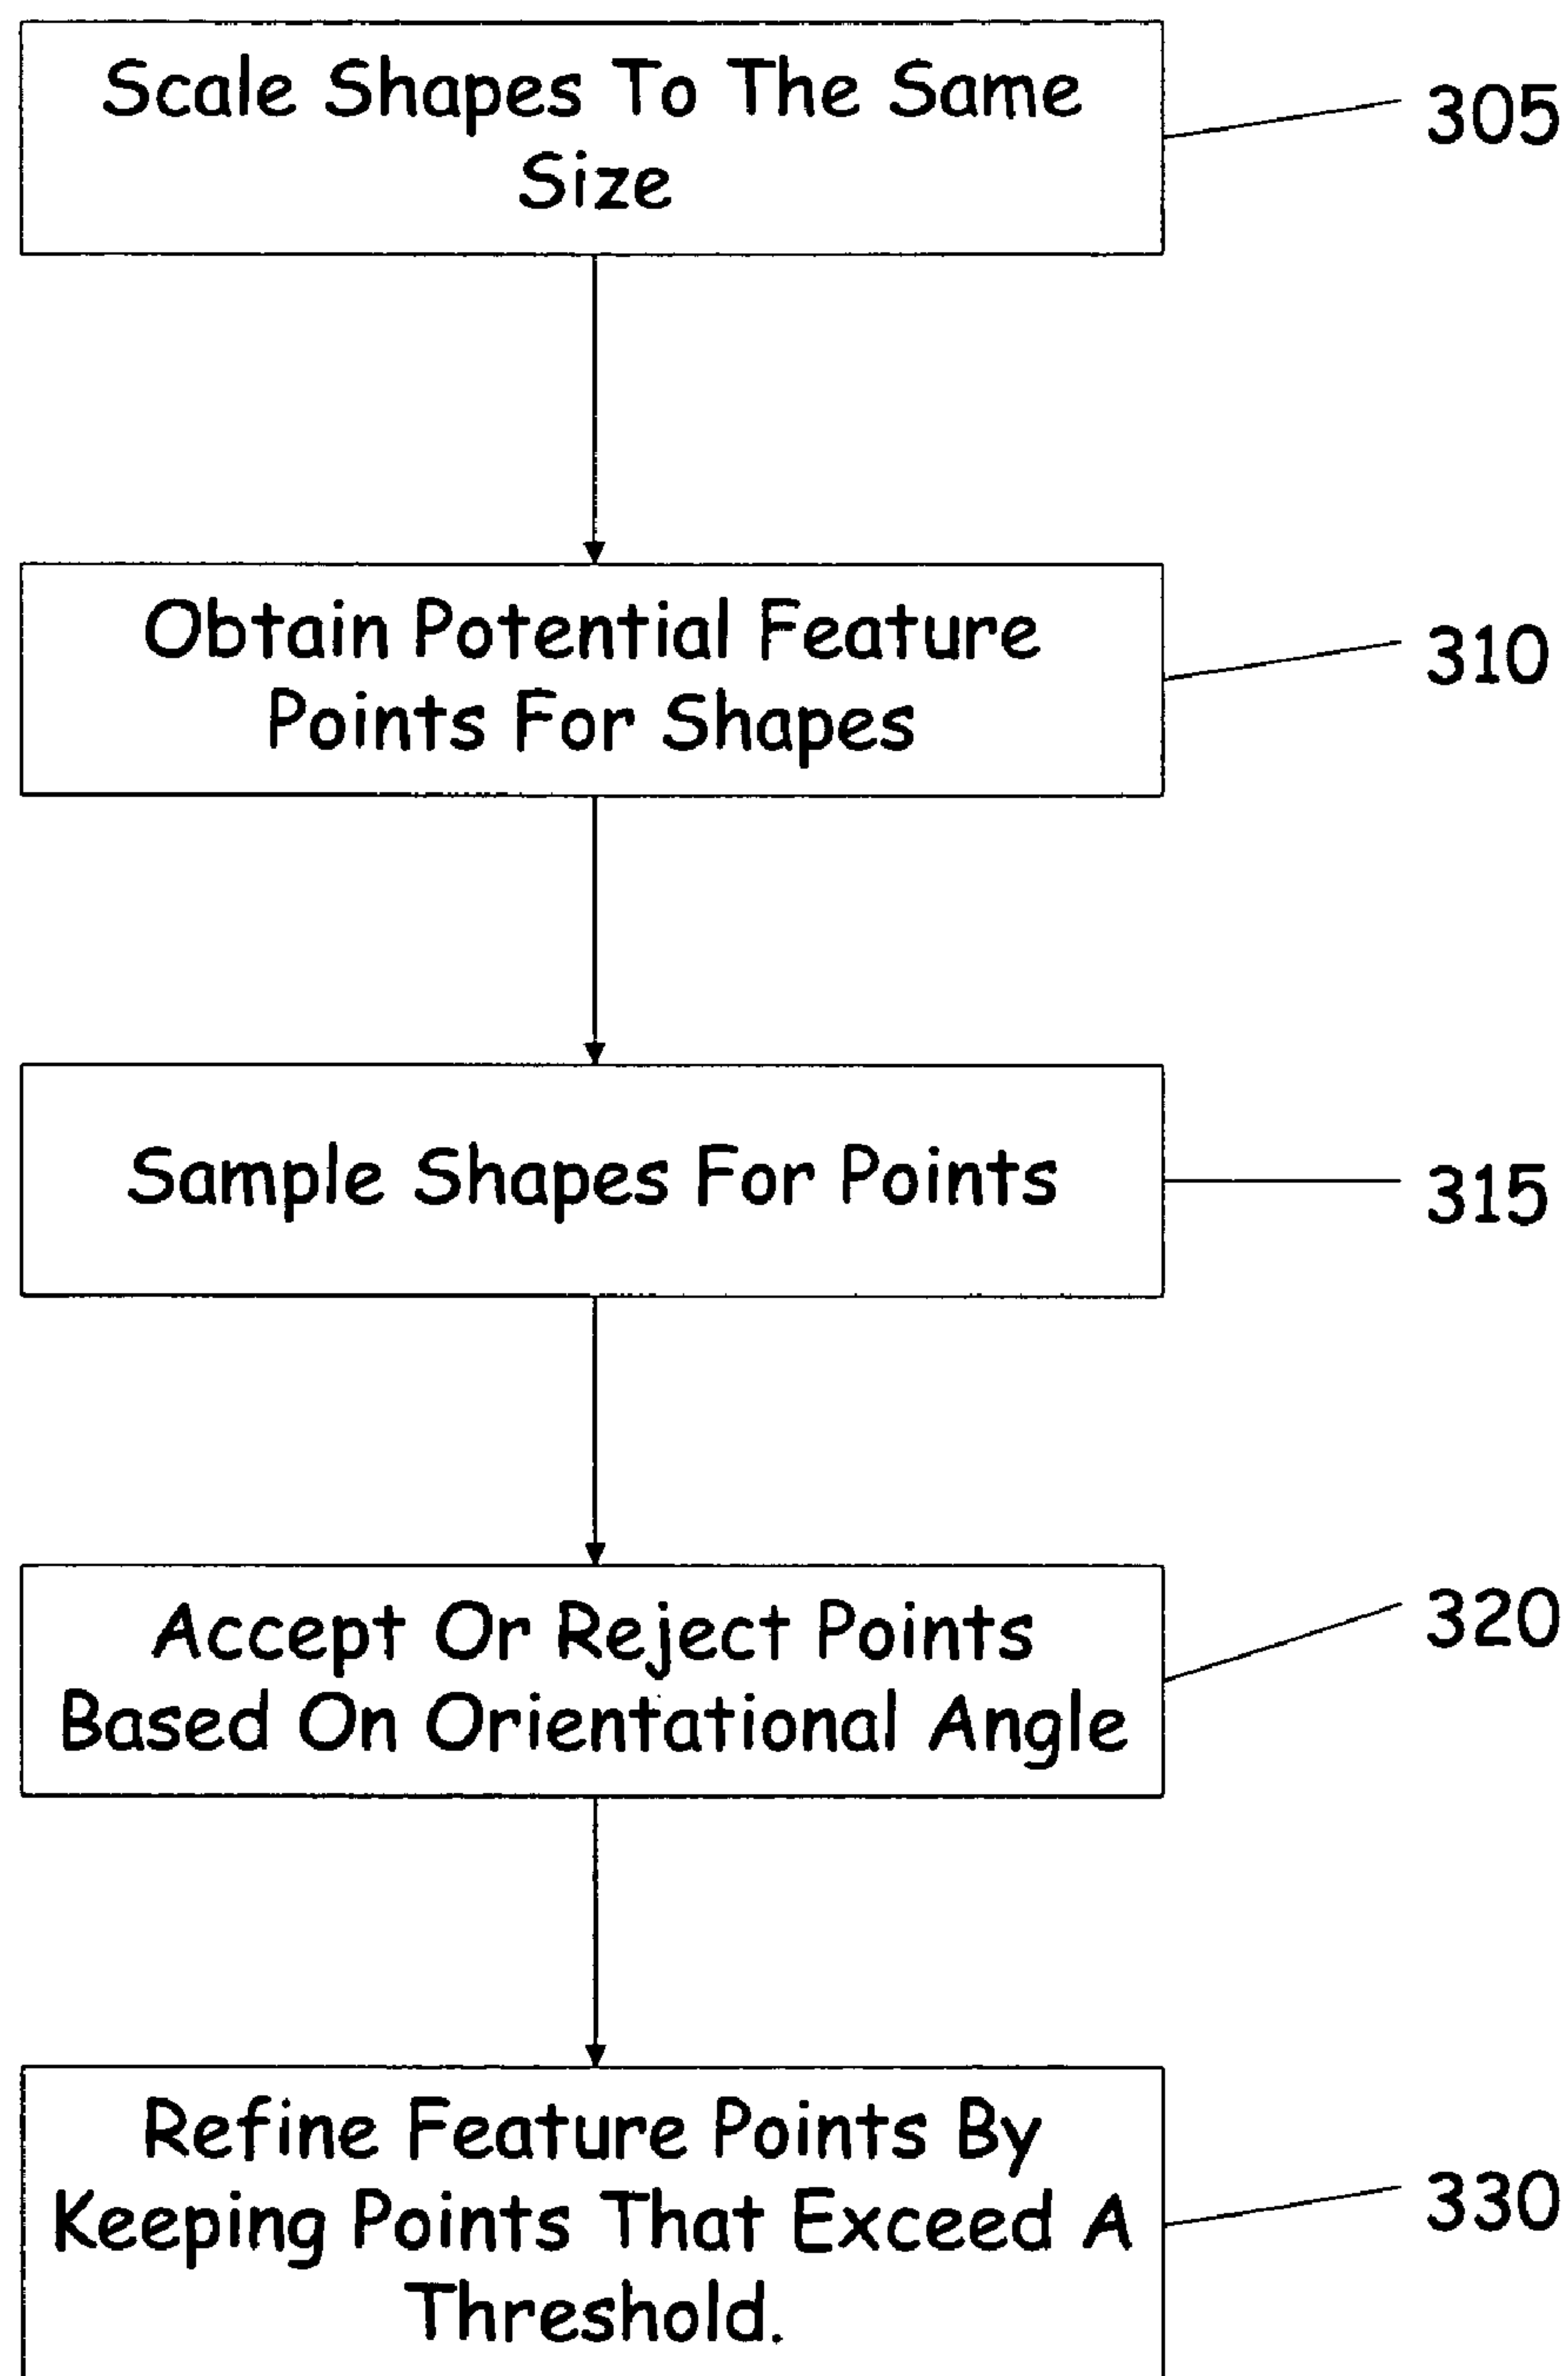 Scale Shapes To The Same
Size
305
Obtain Potential Feature
Points For Shapes
310
Sample Shapes For Points
315
Accept Or Reject Points
Based On Orientational Angle
320
Refine Feature Points By
Keeping Points That Exceed A
Threshold.
330